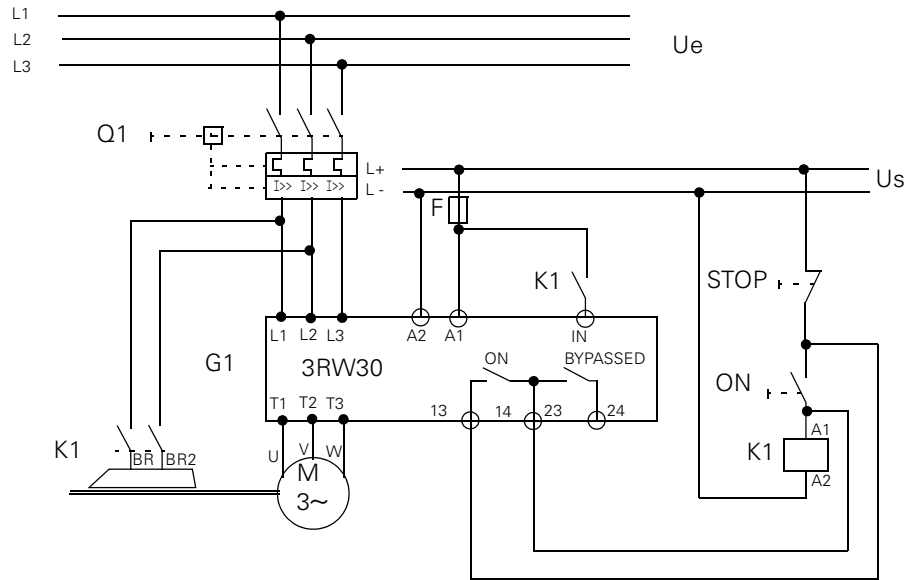 L1
L2
L3
Ue
Q1
L+
I>> I>> I>>
L -
Us
F
K1
STOP
L1 L2 L3
A2 A1
IN
G1
3RW30
ON
BYPASSED
ON
T1 T2 T3
13
14
23
24
K1
BR
BR2
U
V
W
M
3~
K1
A1
A2